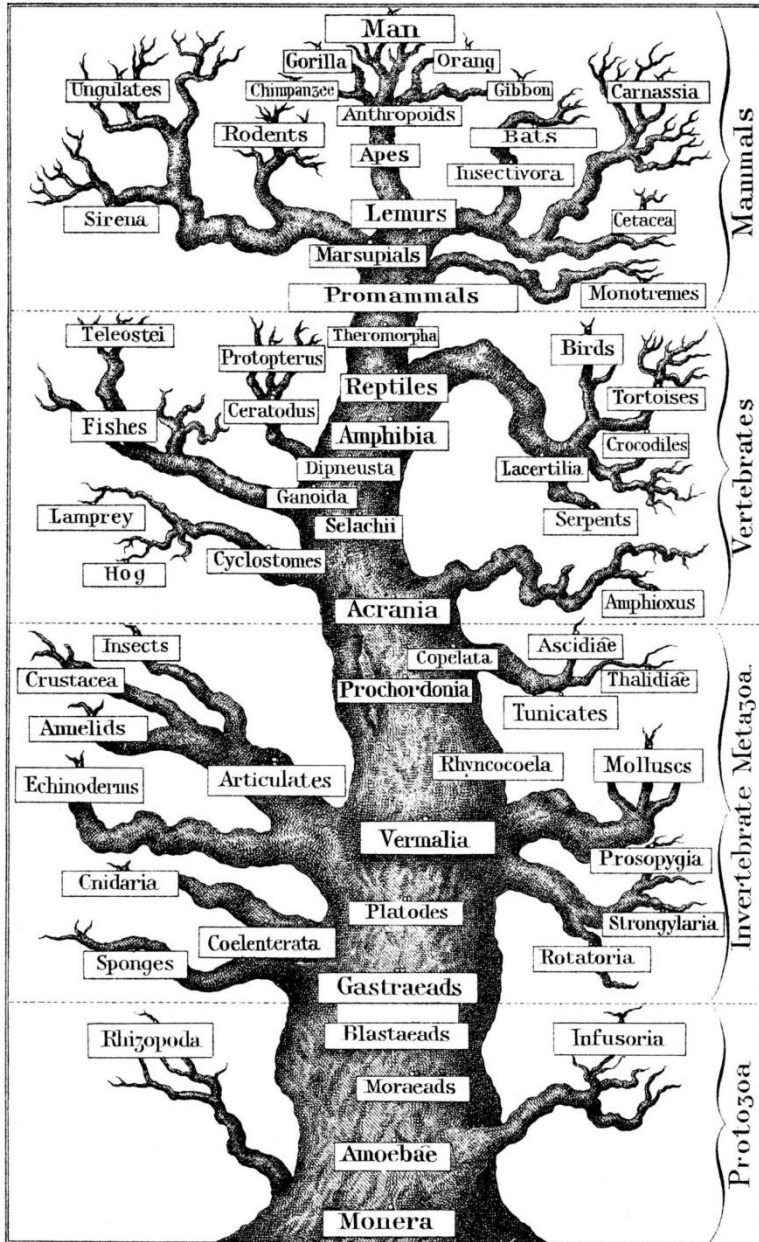 Man
Gorilla
Orang
Ungulates
Chimpanzee
Gibbon
Carnassia
Anthropoids
Rodents
Bats
Apes
Insectivora
Sirena
Lemurs
Cetacea
Marsupials
Promammals
Monotremes
Mammals
Teleostei
Theromorpha
Protopterus
Birds
Reptiles
Tortoises
Ceratodus
Fishes
Amphibia
Crocodiles
Dipneusta
Lacertilia
Ganoida
Lamprey
Selachii
Serpents
Cyclostomes
Hog
Acrania
Amphioxus
Vertebrates
Insects
Ascidiae
Copelata
Crustacea
Thalidiae
Prochordonia
Tunicates
Annelids
Rhyncocoela
Molluscs
Echinoderms
Articulates
Vermalia
Prosopygia
Cnidaria
Platodes
Strongylaria
Coelenterata
Sponges
Rotatoria
Gastraeads
Invertebrate Metazoa.
Rhizopoda
Blastaeads
Infusoria
Moraeads
Amoebae
Monera
Protozoa